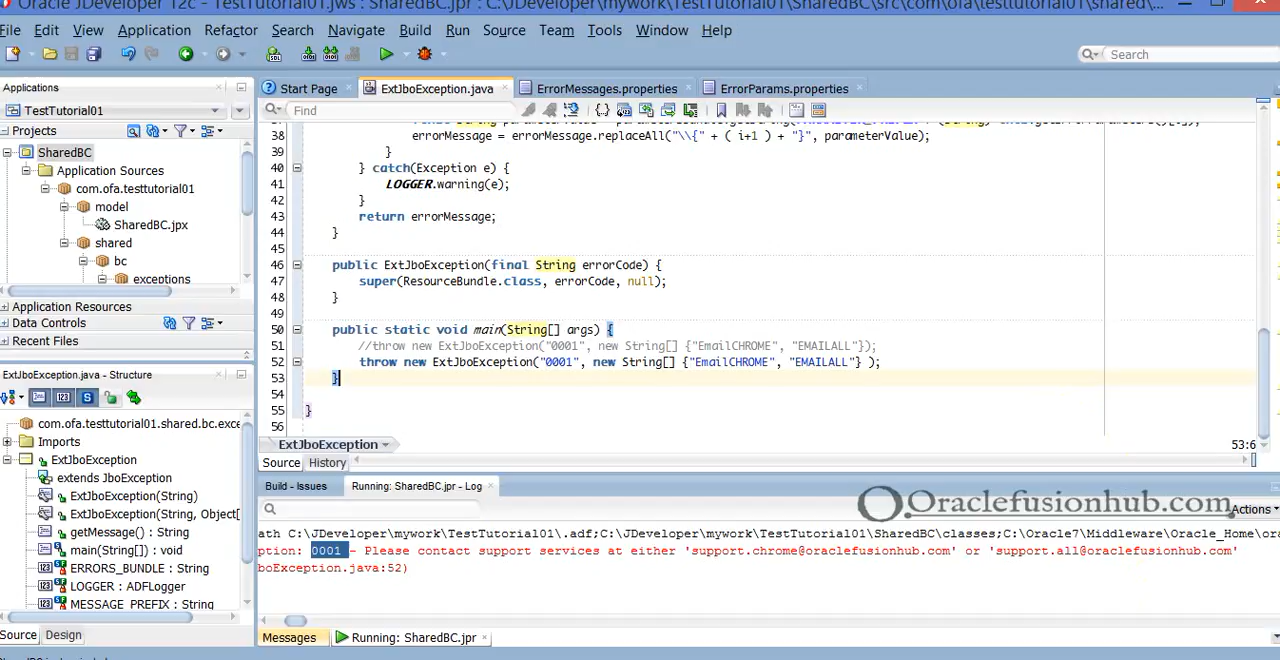 Oracle JDeveloper 12c - TestTutorial01.jws : SharedBC.jpr : C:\JDeveloper\mywork\TestTutorial01\SharedBC\src\com\ofa\testtutorial01\shared\...
File Edit View Application Refactor Search Navigate Build Run Source Team Tools Window Help
Search
Applications
Start Page
ExtJboException.java
ErrorMessages.properties
ErrorParams.properties
TestTutorial01
Find
Projects
SharedBC
Application Sources
com.ofa.testtutorial01
model
SharedBC.jpx
shared
bc
exceptions
Application Resources
Data Controls
Recent Files
38 errorMessage = errorMessage.replaceAll("\\{" + ( i+1 ) + "}", parameterValue);
39 }
40 } catch(Exception e) {
41 LOGGER.warning(e);
42 }
43 return errorMessage;
44 }
45
46 public ExtJboException(final String errorCode) {
47 super(ResourceBundle.class, errorCode, null);
48 }
49
50 public static void main(String[] args) {
51 //throw new ExtJboException("0001", new String[] {"EmailCHROME", "EMAILALL"});
52 throw new ExtJboException("0001", new String[] {"EmailCHROME", "EMAILALL"} );
53 }
54
55 }
56
ExtJboException
53:6
Source History
ExtJboException.java - Structure
com.ofa.testtutorial01.shared.bc.exce
Imports
ExtJboException
extends JboException
ExtJboException(String)
ExtJboException(String, Object[
getMessage() : String
main(String[]) : void
ERRORS_BUNDLE : String
LOGGER : ADFLogger
MESSAGE_PREFIX : String
Source Design
Build - Issues
Running: SharedBC.jpr - Log
Oraclefusionhub.com
Actions
ath C:\JDeveloper\mywork\TestTutorial01\.adf;C:\JDeveloper\mywork\TestTutorial01\SharedBC\classes;C:\Oracle7\Middleware\Oracle_Home\ora
ption: 0001 - Please contact support services at either 'support.chrome@oraclefusionhub.com' or 'support.all@oraclefusionhub.com'
boException.java:52)
Messages
Running: SharedBC.jpr